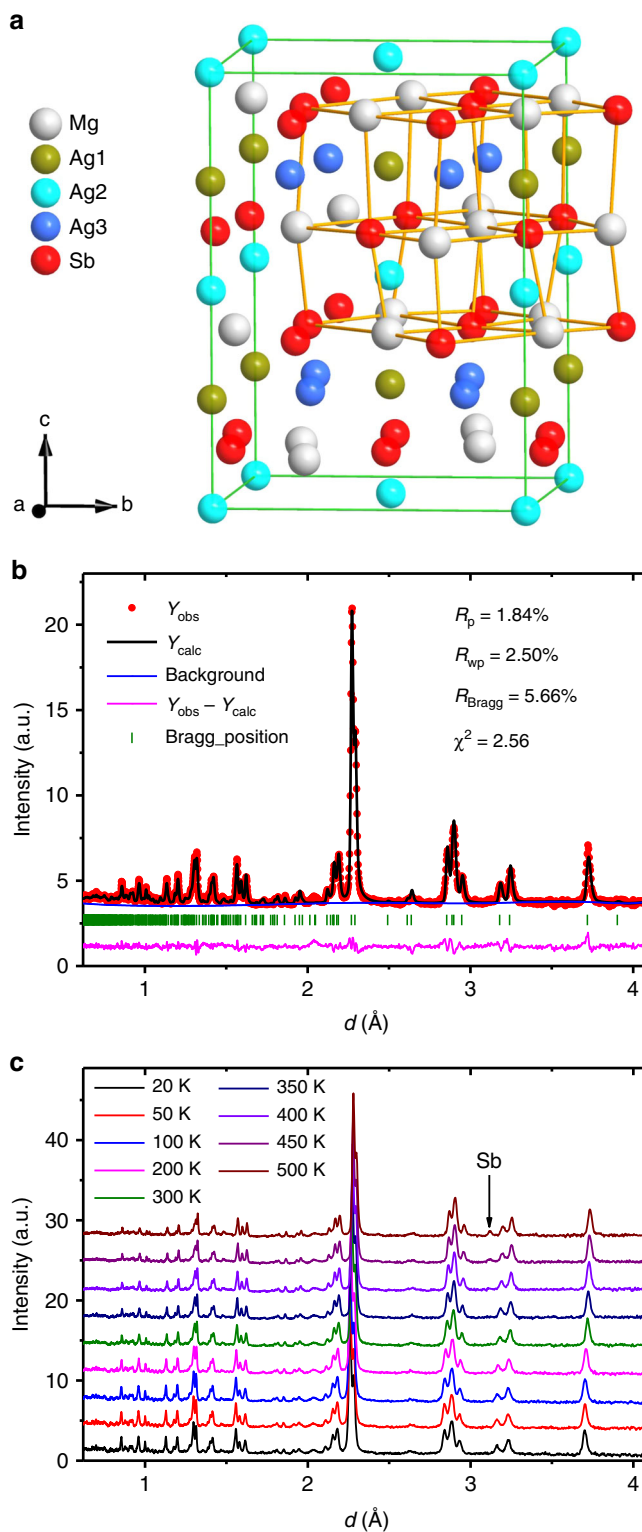 a
Mg
Ag1
Ag2
Ag3
Sb
c
a
b
b
Y_obs
Y_calc
Background
Y_obs − Y_calc
Bragg_position
R_p = 1.84%
R_wp = 2.50%
R_Bragg = 5.66%
χ² = 2.56
Intensity (a.u.)
20
15
10
5
0
1 2 3 4
d (Å)
c
20 K
50 K
100 K
200 K
300 K
350 K
400 K
450 K
500 K
Sb
Intensity (a.u.)
40
30
20
10
0
1 2 3 4
d (Å)